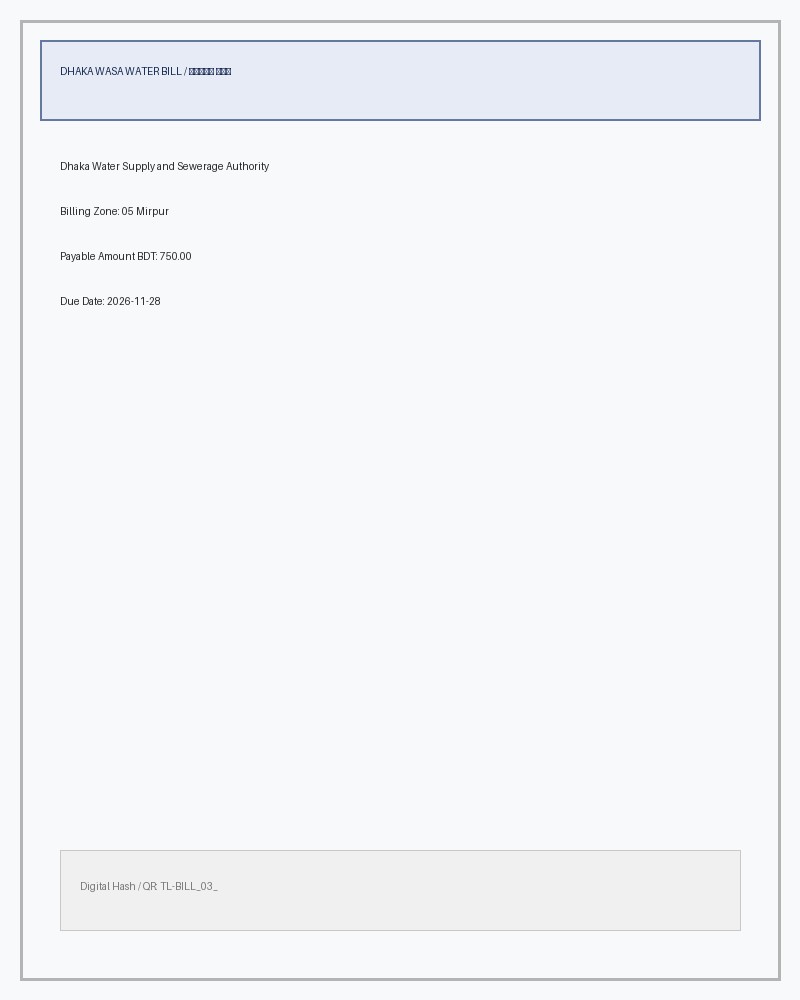 DHAKA WASA WATER BILL /
Dhaka Water Supply and Sewerage Authority
Billing Zone: 05 Mirpur
Payable Amount BDT: 750.00
Due Date: 2026-11-28
Digital Hash / QR: TL-BILL_03_